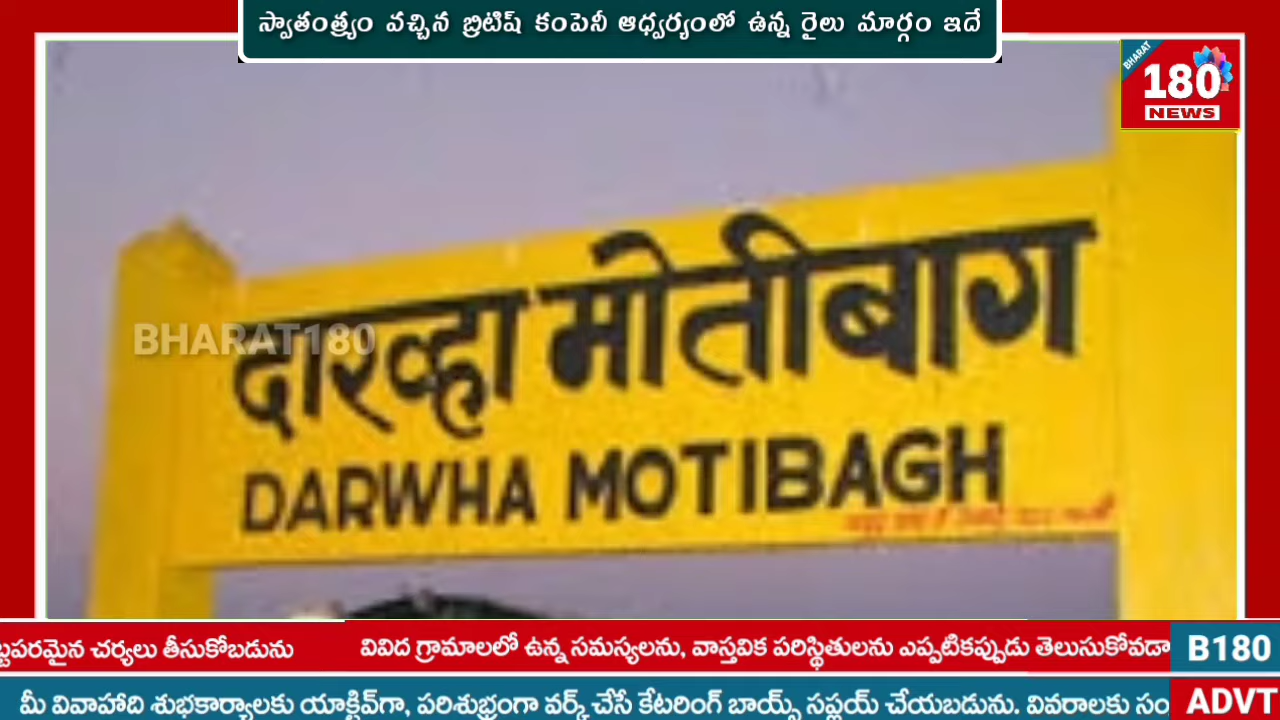 స్వాతంత్ర్యం వచ్చిన బ్రిటిష్ కంపెనీ ఆధ్వర్యంలో ఉన్న రైలు మార్గం ఇదే
BHARAT
180
NEWS
BHARAT180
दारव्हा मोतीबाग
DARWHA MOTIBAGH
ట్టపరమైన చర్యలు తీసుకోబడును వివిద గ్రామాలలో ఉన్న సమస్యలను, వాస్తవిక పరిస్థితులను ఎప్పటికప్పుడు తెలుసుకోవడా
B180
మీ వివాహాది శుభకార్యాలకు యాక్టివ్‌గా, పరిశుభ్రంగా వర్క్ చేసే కేటరింగ్ బాయ్స్ సప్లయ్ చేయబడును. వివరాలకు సం
ADVT